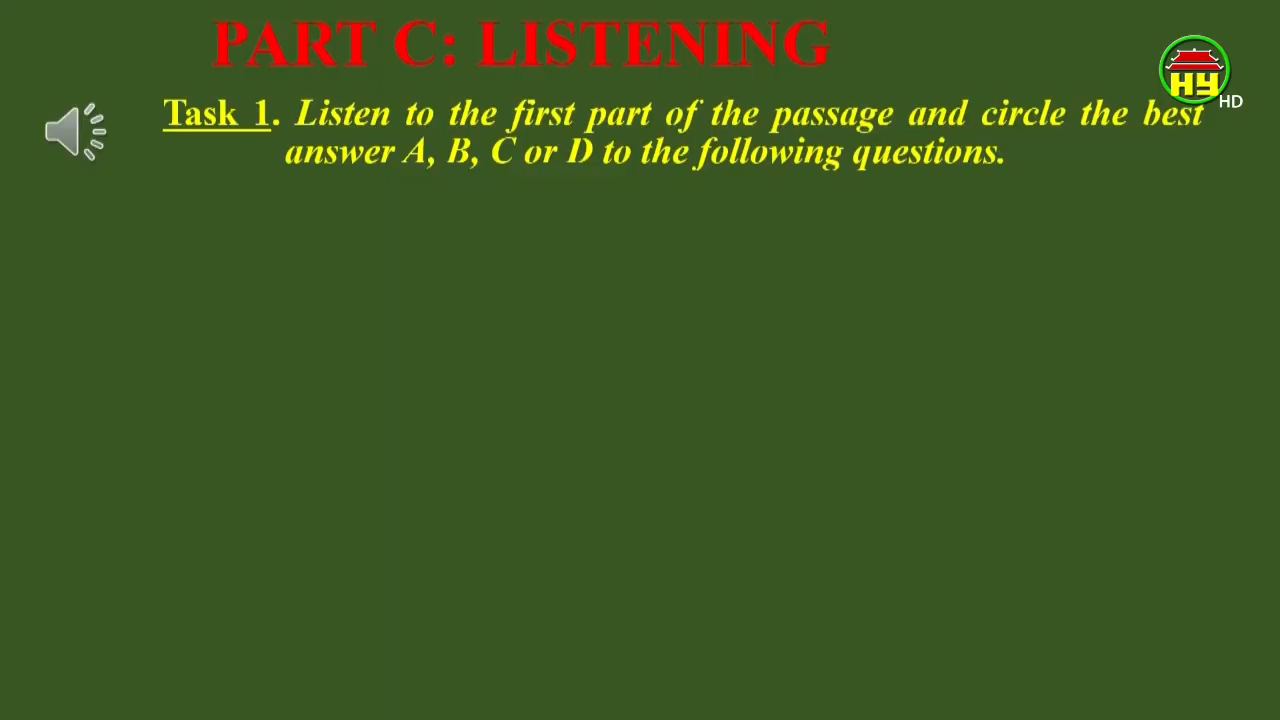 PART C: LISTENING
HY
HD
Task 1. Listen to the first part of the passage and circle the best
answer A, B, C or D to the following questions.